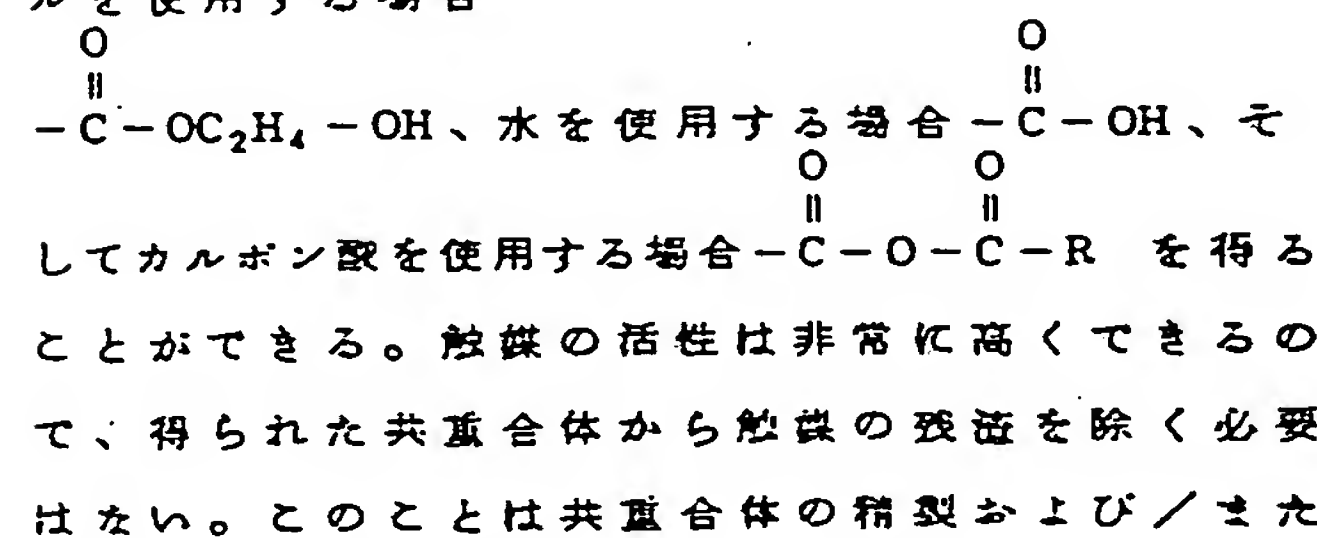 ルを使用する場合
O O
‖ ‖
－C－OC₂H₄－OH、水を使用する場合－C－OH、そ
O O
‖ ‖
してカルボン酸を使用する場合－C－O－C－R を得る
ことができる。触媒の活性は非常に高くできるの
で、得られた共重合体から触媒の残渣を除く必要
はない。このことは共重合体の精製および／また